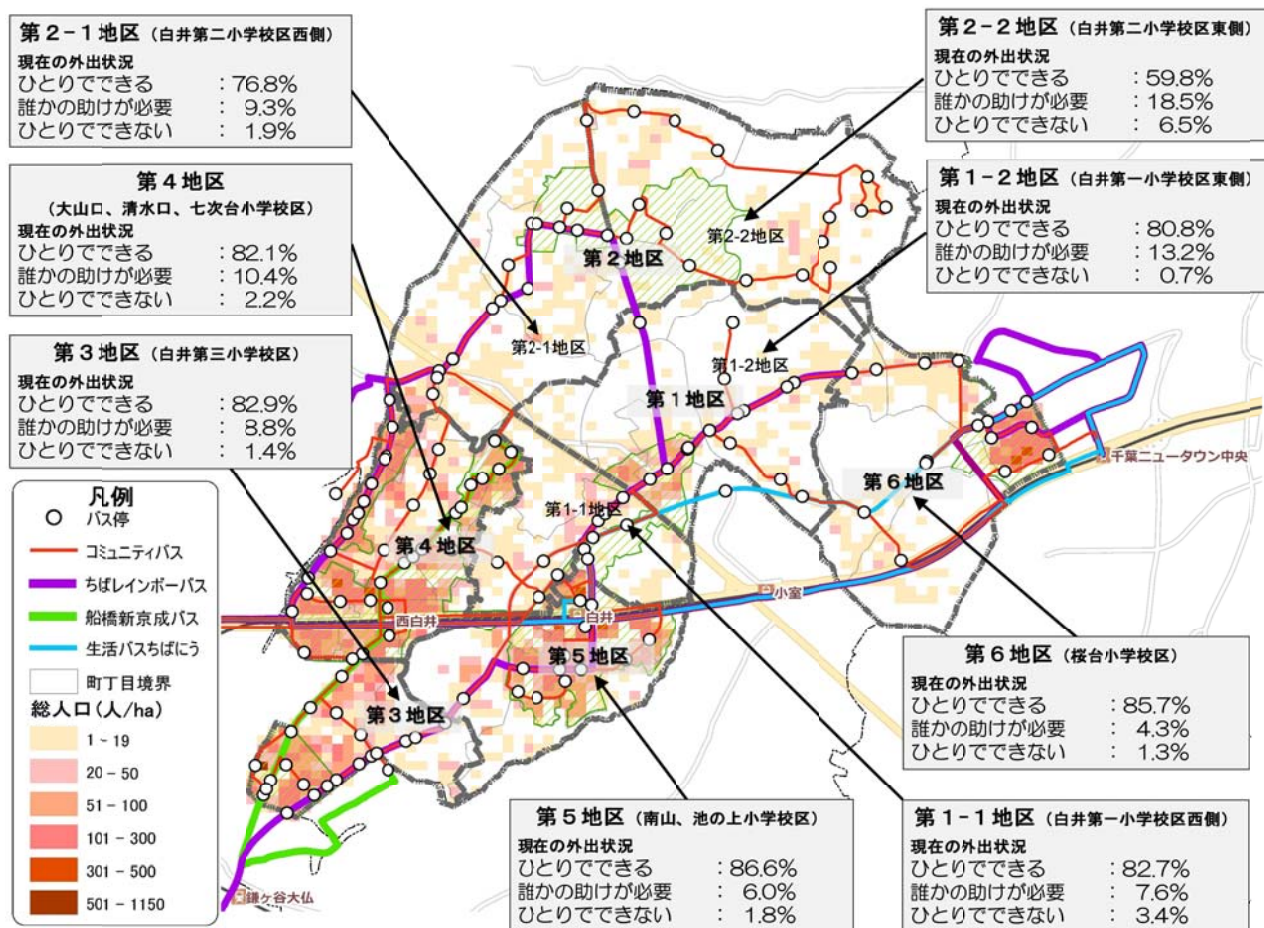 第2-1地区 (白井第二小学校区西側)
現在の外出状況
ひとりでできる : 76.8%
誰かの助けが必要 : 9.3%
ひとりでできない : 1.9%
第2-2地区 (白井第二小学校区東側)
現在の外出状況
ひとりでできる : 59.8%
誰かの助けが必要 : 18.5%
ひとりでできない : 6.5%
第4地区
(大山口、清水口、七次台小学校区)
現在の外出状況
ひとりでできる : 82.1%
誰かの助けが必要 : 10.4%
ひとりでできない : 2.2%
第1-2地区 (白井第一小学校区東側)
現在の外出状況
ひとりでできる : 80.8%
誰かの助けが必要 : 13.2%
ひとりでできない : 0.7%
第3地区 (白井第三小学校区)
現在の外出状況
ひとりでできる : 82.9%
誰かの助けが必要 : 8.8%
ひとりでできない : 1.4%
第2-2地区
第2地区
第2-1地区
第1-2地区
第1地区
千葉ニュータウン中央
第6地区
第1-1地区
第4地区
小室
西白井
白井
第5地区
第3地区
鎌ヶ谷大仏
凡例
バス停
コミュニティバス
ちばレインボーバス
船橋新京成バス
生活バスちばにう
町丁目境界
総人口(人/ha)
1 - 19
20 - 50
51 - 100
101 - 300
301 - 500
501 - 1150
第6地区 (桜台小学校区)
現在の外出状況
ひとりでできる : 85.7%
誰かの助けが必要 : 4.3%
ひとりでできない : 1.3%
第5地区 (南山、池の上小学校区)
現在の外出状況
ひとりでできる : 86.6%
誰かの助けが必要 : 6.0%
ひとりでできない : 1.8%
第1-1地区 (白井第一小学校区西側)
現在の外出状況
ひとりでできる : 82.7%
誰かの助けが必要 : 7.6%
ひとりでできない : 3.4%